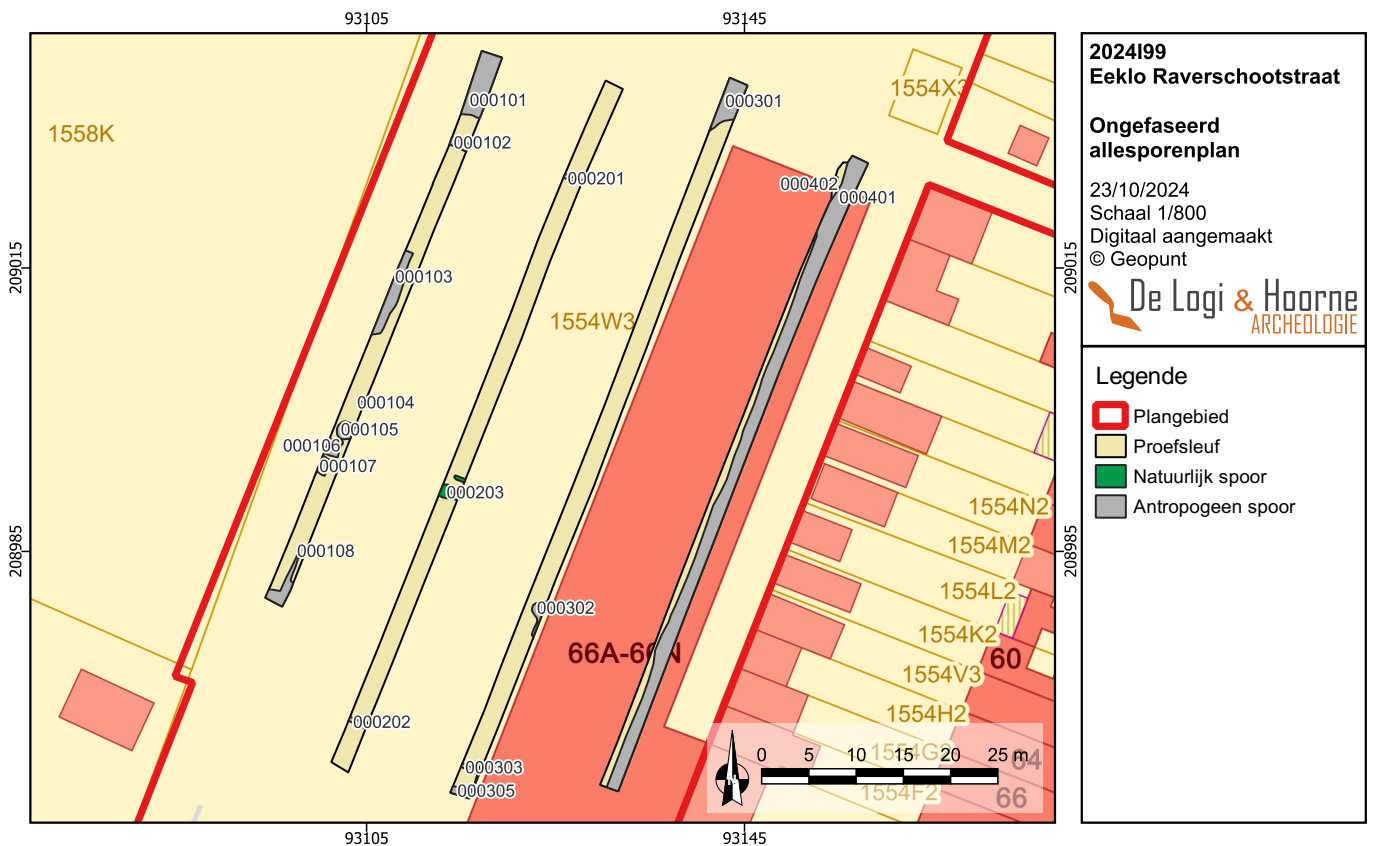 93105
93145
2024I99
Eeklo Raverschootstraat
Ongefaseerd
allesporenplan
23/10/2024
Schaal 1/800
Digitaal aangemaakt
© Geopunt
De Logi & Hoorne
ARCHEOLOGIE
Legende
Plangebied
Proefsleuf
Natuurlijk spoor
Antropogeen spoor
1558K
000101
000102
000201
000301
1554X3
000402
000401
209015
209015
000103
1554W3
000104
000105
000106
000107
000203
1554N2
1554M2
208985
208985
000108
1554L2
000302
1554K2
66A-66N
60
1554V3
1554H2
000202
1554G2
64
0 5 10 15 20 25 m
000303
000305
N
1554F2
66
93105
93145